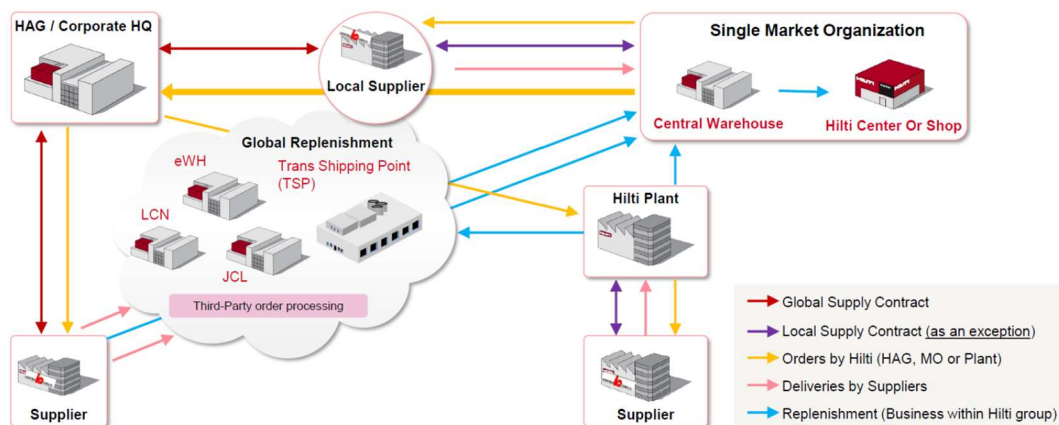 HAG / Corporate HQ
Local Supplier
Single Market Organization
Central Warehouse
Hilti Center Or Shop
Global Replenishment
eWH
Trans Shipping Point
(TSP)
LCN
JCL
Third-Party order processing
Hilti Plant
Supplier
Supplier
Global Supply Contract
Local Supply Contract (as an exception)
Orders by Hilti (HAG, MO or Plant)
Deliveries by Suppliers
Replenishment (Business within Hilti group)